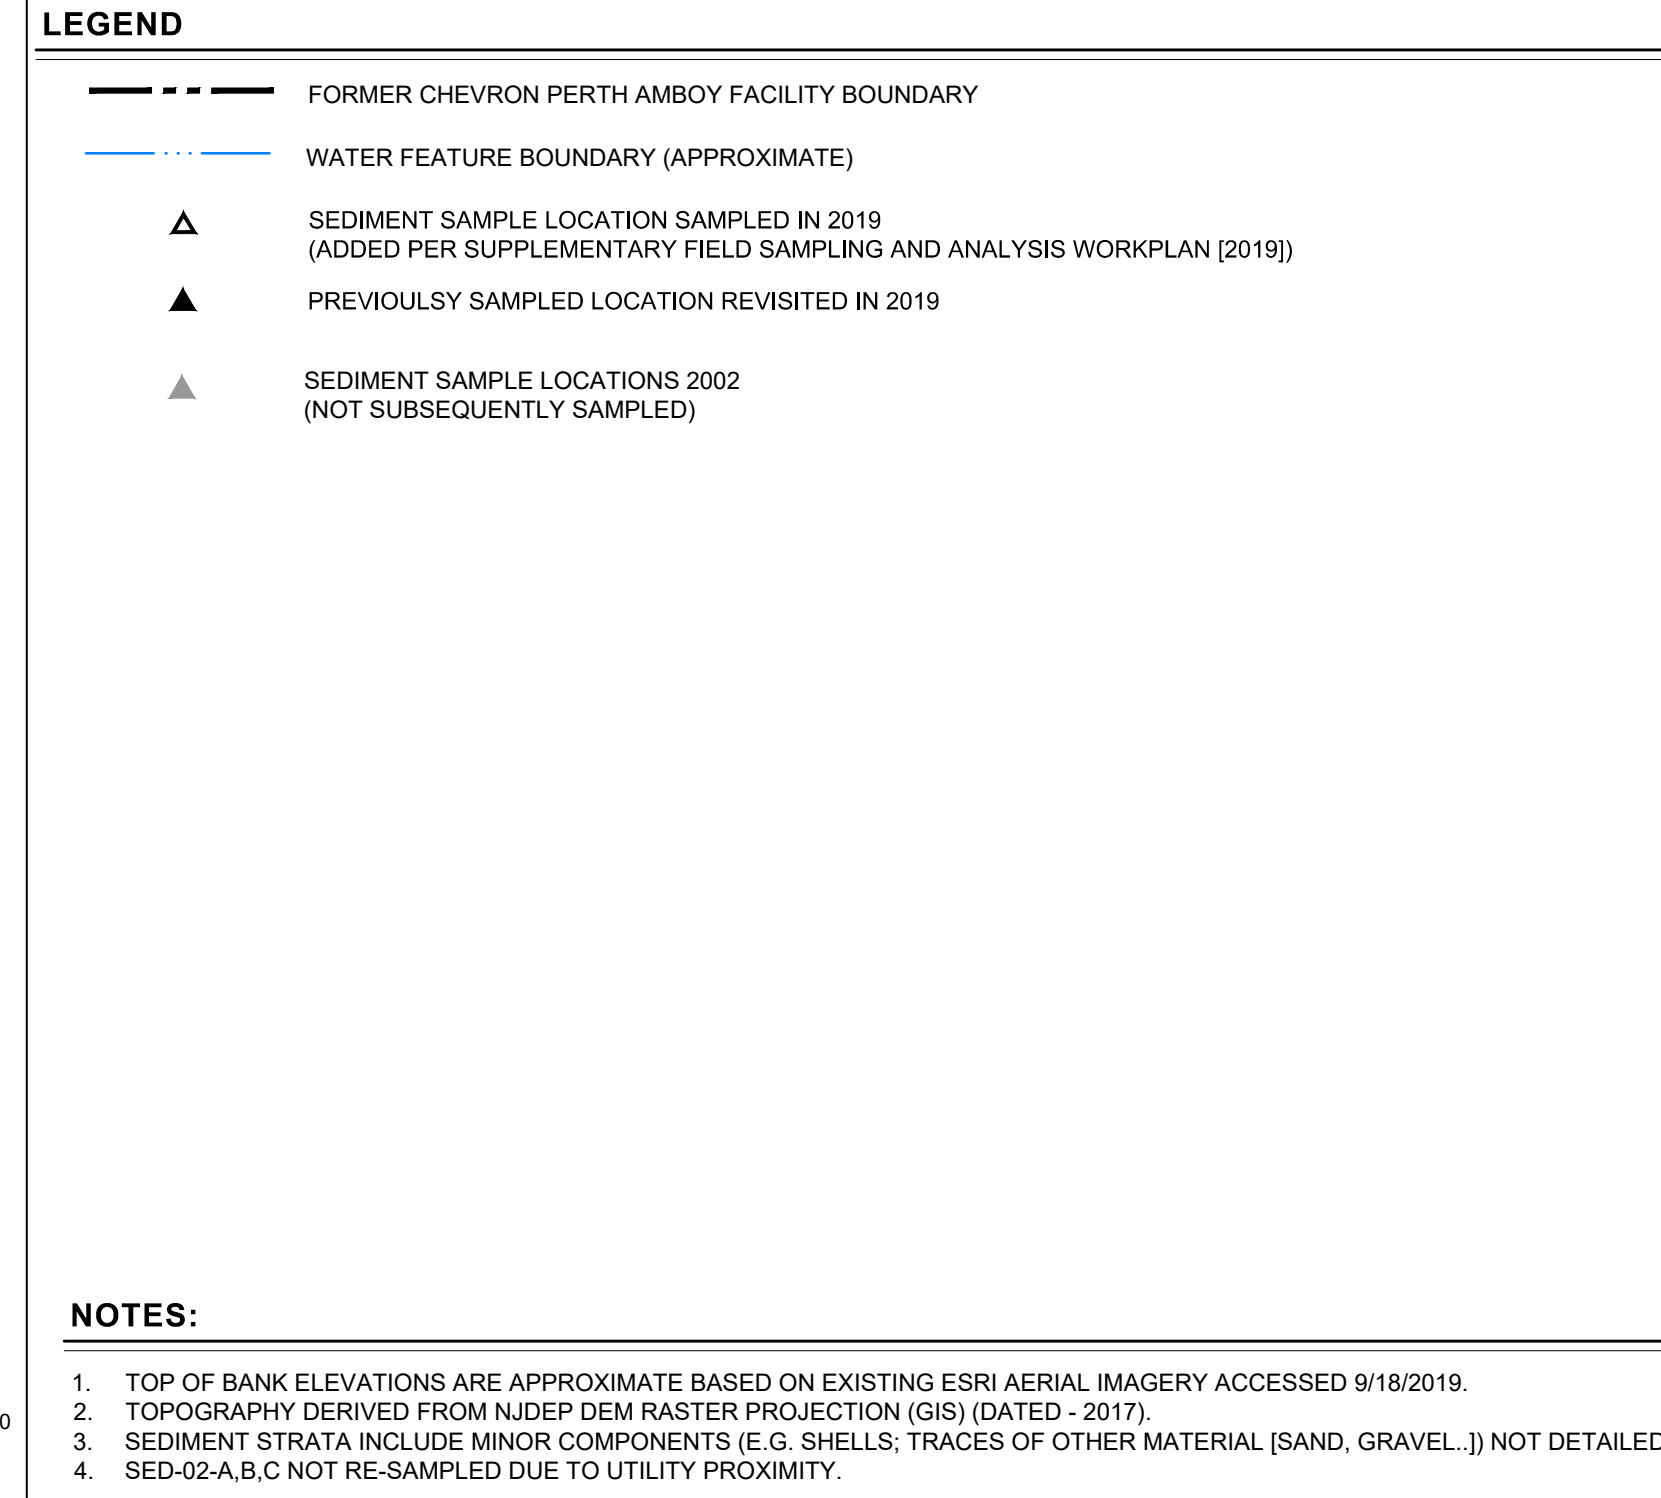 LEGEND
FORMER CHEVRON PERTH AMBOY FACILITY BOUNDARY
WATER FEATURE BOUNDARY (APPROXIMATE)
SEDIMENT SAMPLE LOCATION SAMPLED IN 2019
(ADDED PER SUPPLEMENTARY FIELD SAMPLING AND ANALYSIS WORKPLAN [2019])
PREVIOULSY SAMPLED LOCATION REVISITED IN 2019
SEDIMENT SAMPLE LOCATIONS 2002
(NOT SUBSEQUENTLY SAMPLED)
NOTES:
1. TOP OF BANK ELEVATIONS ARE APPROXIMATE BASED ON EXISTING ESRI AERIAL IMAGERY ACCESSED 9/18/2019.
2. TOPOGRAPHY DERIVED FROM NJDEP DEM RASTER PROJECTION (GIS) (DATED - 2017).
0
3. SEDIMENT STRATA INCLUDE MINOR COMPONENTS (E.G. SHELLS; TRACES OF OTHER MATERIAL [SAND, GRAVEL..]) NOT DETAILED
4. SED-02-A,B,C NOT RE-SAMPLED DUE TO UTILITY PROXIMITY.